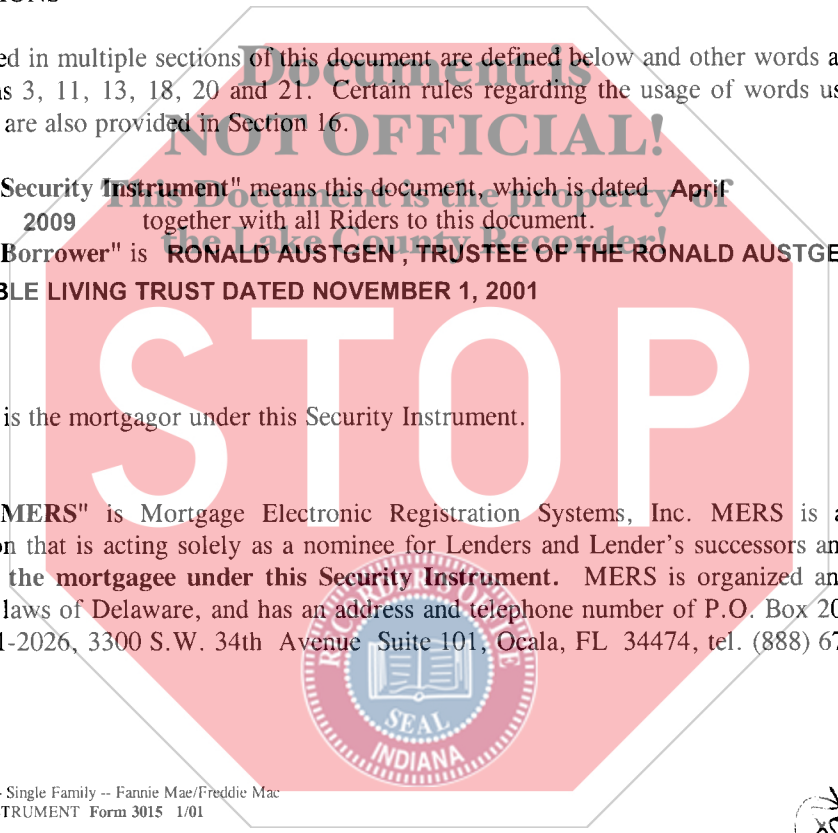 ed in multiple sections of this document are defined below and other words a
s 3, 11, 13, 18, 20 and 21. Certain rules regarding the usage of words us
are also provided in Section 16.
Document is
NOT OFFICIAL!
This Document is the property of
the Lake County Recorder!
Security Instrument" means this document, which is dated April
2009 together with all Riders to this document.
Borrower" is RONALD AUSTGEN , TRUSTEE OF THE RONALD AUSTGE
BLE LIVING TRUST DATED NOVEMBER 1, 2001
STOP
is the mortgagor under this Security Instrument.
MERS" is Mortgage Electronic Registration Systems, Inc. MERS is a
on that is acting solely as a nominee for Lenders and Lender's successors an
the mortgagee under this Security Instrument. MERS is organized an
laws of Delaware, and has an address and telephone number of P.O. Box 20
1-2026, 3300 S.W. 34th Avenue Suite 101, Ocala, FL 34474, tel. (888) 67
RECORDER'S OFFICE
SEAL
INDIANA
- Single Family -- Fannie Mae/Freddie Mac
TRUMENT Form 3015 1/01